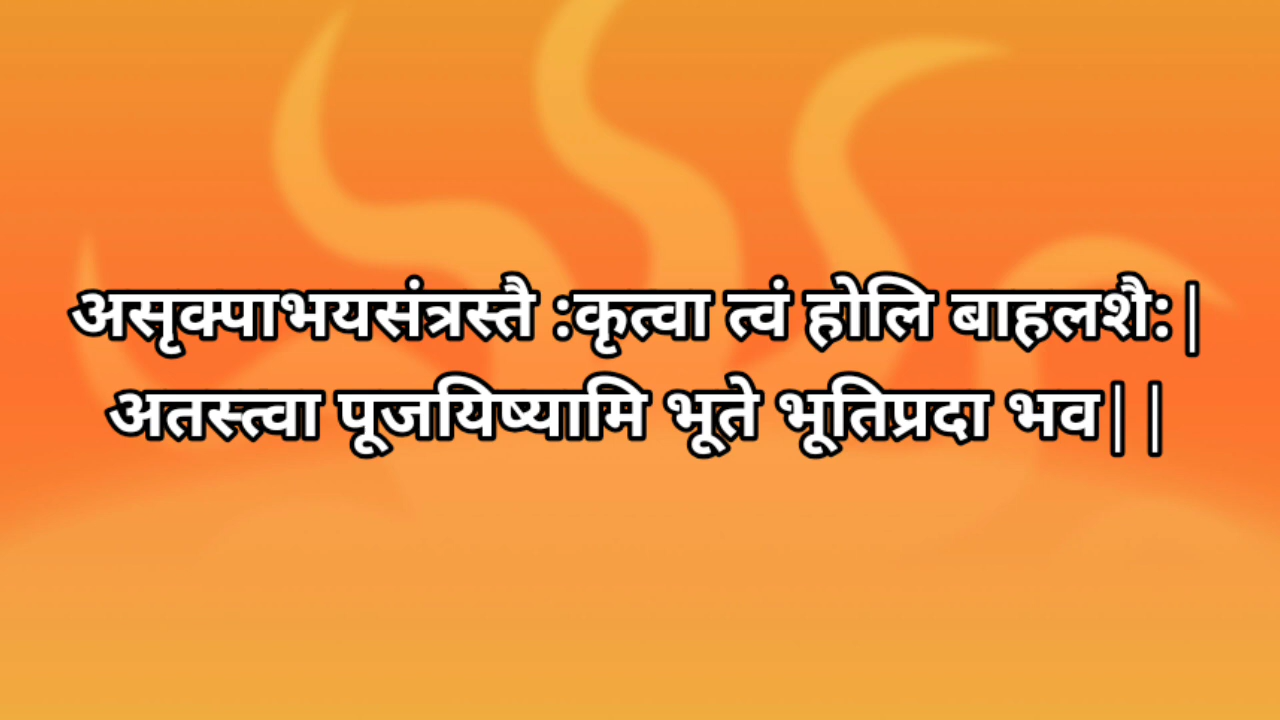 असृक्पाभयसंत्रस्तै :कृत्वा त्वं होलि बाहलशै:|
अतस्त्वा पूजयिष्यामि भूते भूतिप्रदा भव| |